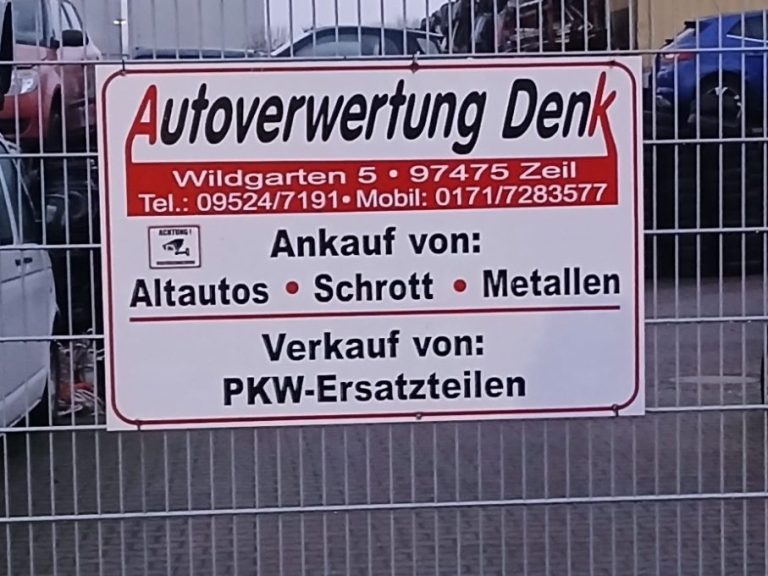 Autoverwertung Denk
Wildgarten 5 • 97475 Zeil
Tel.: 09524/7191 • Mobil: 0171/7283577
ACHTUNG!
Ankauf von:
Altautos • Schrott • Metallen
Verkauf von:
PKW-Ersatzteilen